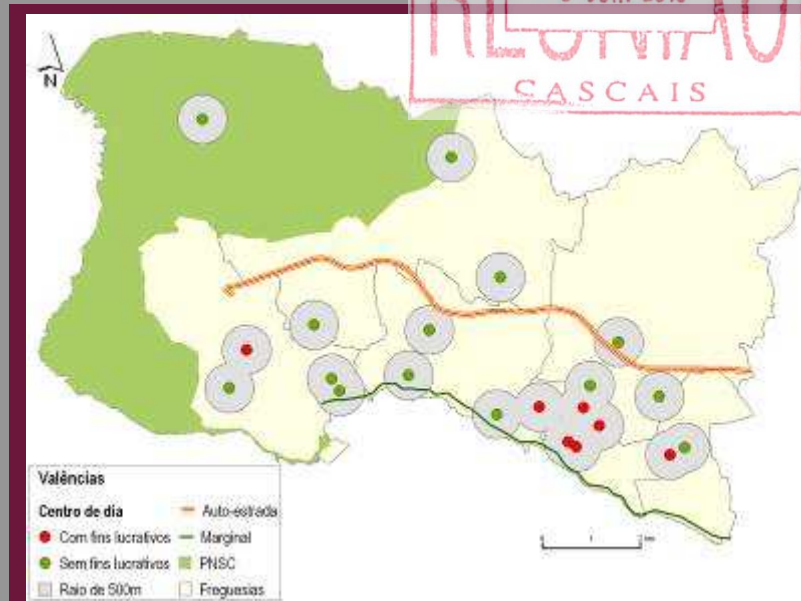 CASCAIS
N
Valências
Centro de dia
Auto-estrada
Com fins lucrativos
Marginal
Sem fins lucrativos
PNSC
Raio de 500m
Freguesias
1